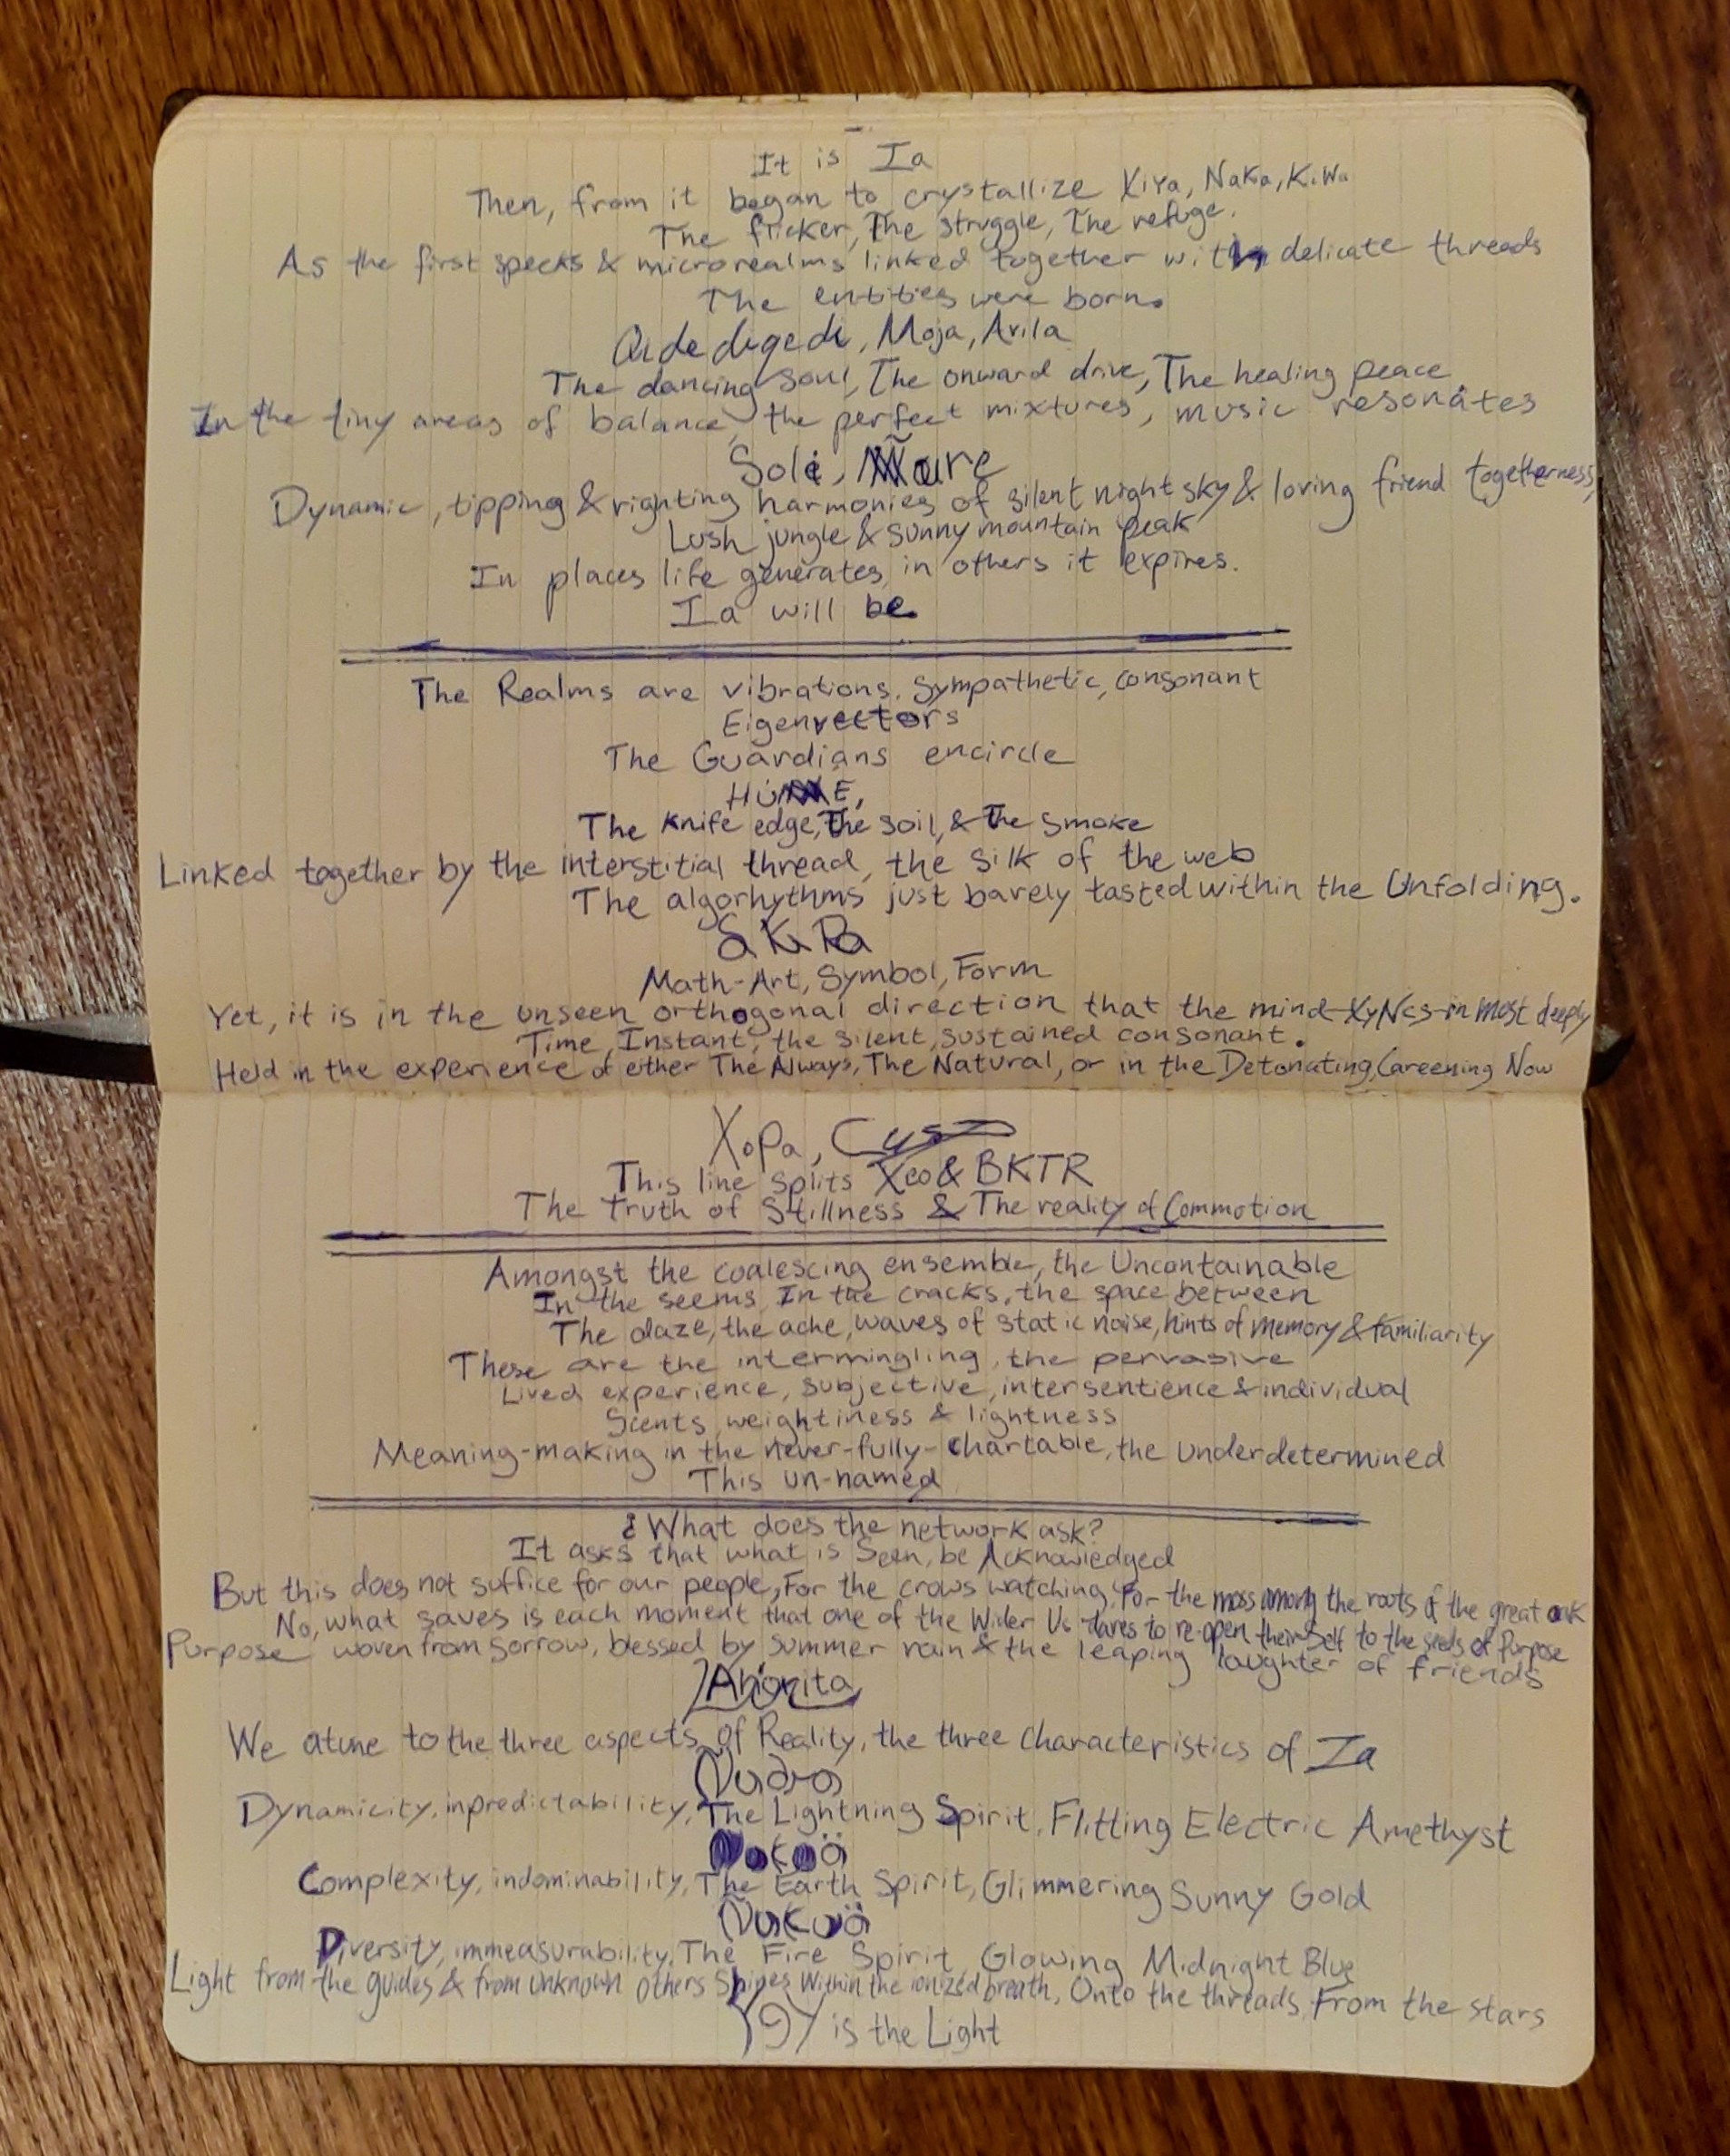 It is Ia
Then, from it began to crystallize XiYa, NaKa, KiWa
The flicker, The struggle, The refuge.
As the first specks & microrealms linked together with delicate threads
The entities were born.
Moja, Avila
The dancing soul, The onward drive, The healing peace
In the tiny areas of balance, the perfect mixtures, music resonates
Dynamic, tipping & righting harmonies of silent night sky & loving friend togetherness,
Lush jungle & sunny mountain peak
In places life generates, in others it expires.
Ia will be
The Realms are vibrations, Sympathetic, consonant
Eigenvectors
The Guardians encircle
The Knife edge, The soil, & The smoke
Linked together by the interstitial thread, the silk of the web
The algorhythms just barely tasted within the Unfolding.
Math-Art, Symbol, Form
Yet, it is in the unseen orthogonal direction that the mind-XyNcs-in most deeply
Time, Instant, the silent, sustained consonant.
Held in the experience of either The Always, The Natural, or in the Detonating, Careening Now
XoPa,
This line splits Xeo & BKTR
The Truth of Stillness & The reality of Commotion
Amongst the coalescing ensemble, the Uncontainable
In the seems, In the cracks, the space between
The daze, the ache, waves of static noise, hints of memory & familiarity
These are the intermingling, the pervasive
Lived experience, subjective, intersentience & individual
Scents, weightiness & lightness
Meaning-making in the never-fully-chartable, the underdetermined
This un-named
¿What does the network ask?
It asks that what is Seen, be Acknowledged
But this does not suffice for our people, For the crows watching, For the moss among the roots of the great oak
No, what saves is each moment that one of the Wider Us dares to re-open theirself to the seeds of Purpose
Purpose woven from sorrow, blessed by summer rain & the leaping laughter of friends
We atune to the three aspects of Reality, the three characteristics of Ia
Dynamicity, inpredictability, The Lightning Spirit, Flitting Electric Amethyst
Complexity, indominability, The Earth Spirit, Glimmering Sunny Gold
Diversity, immeasurability, The Fire Spirit, Glowing Midnight Blue
Light from the guides & from unknown others Shines within the ionized breath, Onto the threads, From the stars
is the Light